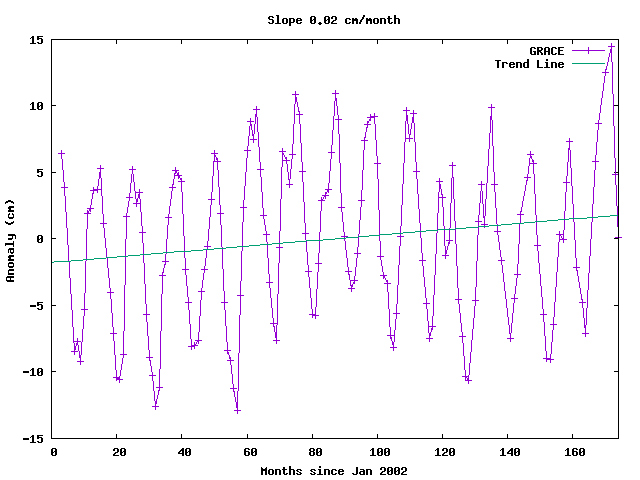 Slope 0.02 cm/month
GRACE
Trend Line
15
10
5
0
-5
-10
-15
Anomaly (cm)
0 20 40 60 80 100 120 140 160
Months since Jan 2002